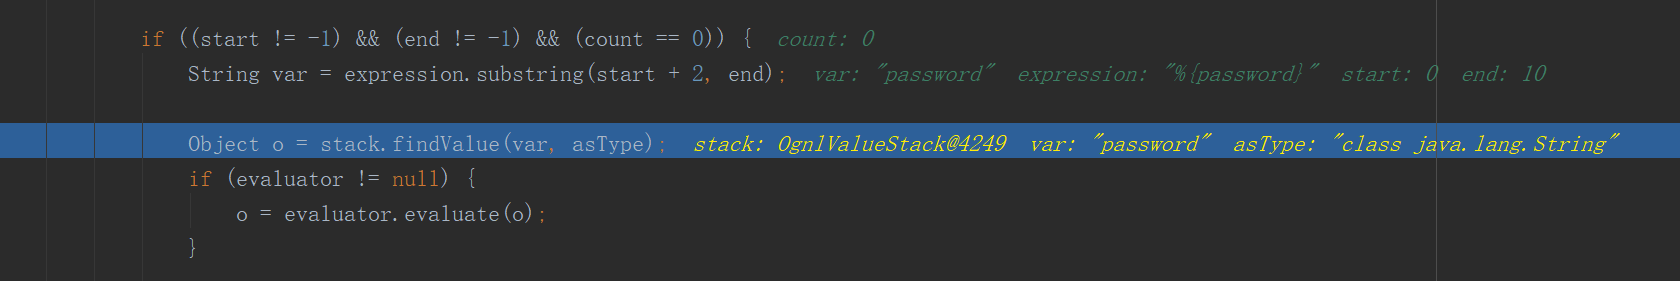 if ((start != -1) && (end != -1) && (count == 0)) {  count: 0
String var = expression.substring(start + 2, end);  var: "password"  expression: "%{password}"  start: 0  end: 10
Object o = stack.findValue(var, asType);  stack: OgnlValueStack@4249  var: "password"  asType: "class java.lang.String"
if (evaluator != null) {
o = evaluator.evaluate(o);
}